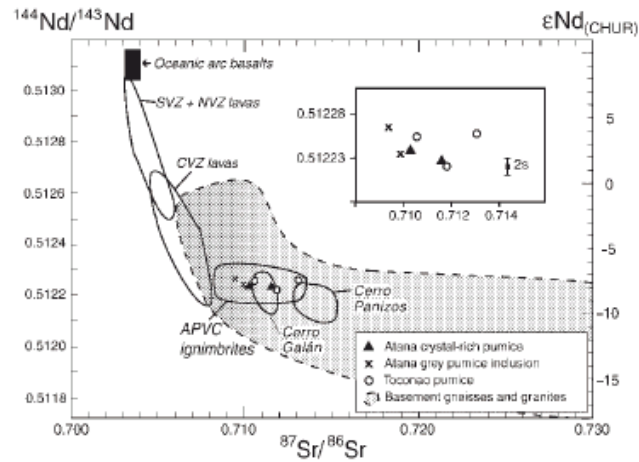 144Nd/143Nd
εNd(CHUR)
Oceanic arc basalts
SVZ + NVZ lavas
CVZ lavas
0.5130
0.5128
0.5126
0.5124
0.5122
0.5120
0.5118
5
0
-5
-10
-15
0.51228
0.51223
2s
0.710 0.712 0.714
APVC
ignimbrites
Cerro
Galán
Cerro
Panizos
Atana crystal-rich pumice
Atana grey pumice inclusion
Toconao pumice
Basement gneisses and granites
0.700 0.710 0.720 0.730
87Sr/86Sr